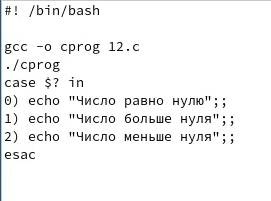 #! /bin/bash

gcc -o cprog 12.c
./cprog
case $? in
0) echo "Число равно нулю";;
1) echo "Число больше нуля";;
2) echo "Число меньше нуля";;
esac